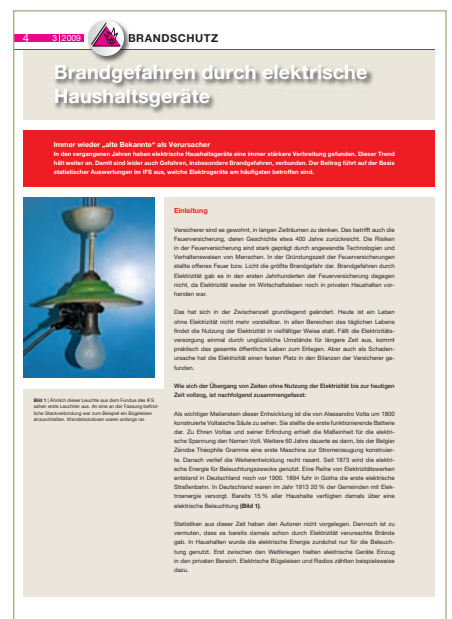 4 3|2009 BRANDSCHUTZ
Brandgefahren durch elektrische
Haushaltsgeräte
Immer wieder „alte Bekannte" als Verursacher
In den vergangenen Jahren haben elektrische Haushaltsgeräte eine immer stärkere Verbreitung gefunden. Dieser Trend
hält weiter an. Damit sind leider auch Gefahren, insbesondere Brandgefahren, verbunden. Der Beitrag führt auf der Basis
statistischer Auswertungen im IFS aus, welche Elektrogeräte am häufigsten betroffen sind.
Bild 1 | Ähnlich dieser Leuchte aus dem Fundus des IFS
sahen erste Leuchten aus. An eine an der Fassung befind-
liche Steckverbindung war zum Beispiel ein Bügeleisen
anzuschließen. Wandsteckdosen waren anfangs rar.
Einleitung
Versicherer sind es gewohnt, in langen Zeiträumen zu denken. Das betrifft auch die
Feuerversicherung, deren Geschichte etwa 400 Jahre zurückreicht. Die Risiken
in der Feuerversicherung sind stark geprägt durch angewandte Technologien und
Verhaltensweisen von Menschen. In der Gründungszeit der Feuerversicherungen
stellte offenes Feuer bzw. Licht die größte Brandgefahr dar. Brandgefahren durch
Elektrizität gab es in den ersten Jahrhunderten der Feuerversicherung dagegen
nicht, da Elektrizität weder im Wirtschaftsleben noch in privaten Haushalten vor-
handen war.
Das hat sich in der Zwischenzeit grundlegend geändert. Heute ist ein Leben
ohne Elektrizität nicht mehr vorstellbar. In allen Bereichen des täglichen Lebens
findet die Nutzung der Elektrizität in vielfältiger Weise statt. Fällt die Elektrizitäts-
versorgung einmal durch unglückliche Umstände für längere Zeit aus, kommt
praktisch das gesamte öffentliche Leben zum Erliegen. Aber auch als Schaden-
ursache hat die Elektrizität einen festen Platz in den Bilanzen der Versicherer ge-
funden.
Wie sich der Übergang von Zeiten ohne Nutzung der Elektrizität bis zur heutigen
Zeit vollzog, ist nachfolgend zusammengefasst:
Als wichtiger Meilenstein dieser Entwicklung ist die von Alessandro Volta um 1800
konstruierte Voltaische Säule zu sehen. Sie stellte die erste funktionierende Batterie
dar. Zu Ehren Voltas und seiner Erfindung erhielt die Maßeinheit für die elektri-
sche Spannung den Namen Volt. Weitere 60 Jahre dauerte es dann, bis der Belgier
Zénobe Théophile Gramme eine erste Maschine zur Stromerzeugung konstruier-
te. Danach verlief die Weiterentwicklung recht rasant. Seit 1873 wird die elektri-
sche Energie für Beleuchtungszwecke genutzt. Eine Reihe von Elektrizitätswerken
entstand in Deutschland noch vor 1900. 1894 fuhr in Gotha die erste elektrische
Straßenbahn. In Deutschland waren im Jahr 1913 20 % der Gemeinden mit Elek-
troenergie versorgt. Bereits 15 % aller Haushalte verfügten damals über eine
elektrische Beleuchtung (Bild 1).
Statistiken aus dieser Zeit haben den Autoren nicht vorgelegen. Dennoch ist zu
vermuten, dass es bereits damals schon durch Elektrizität verursachte Brände
gab. In Haushalten wurde die elektrische Energie zunächst nur für die Beleuch-
tung genutzt. Erst zwischen den Weltkriegen hielten elektrische Geräte Einzug
in den privaten Bereich. Elektrische Bügeleisen und Radios zählten beispielsweise
dazu.